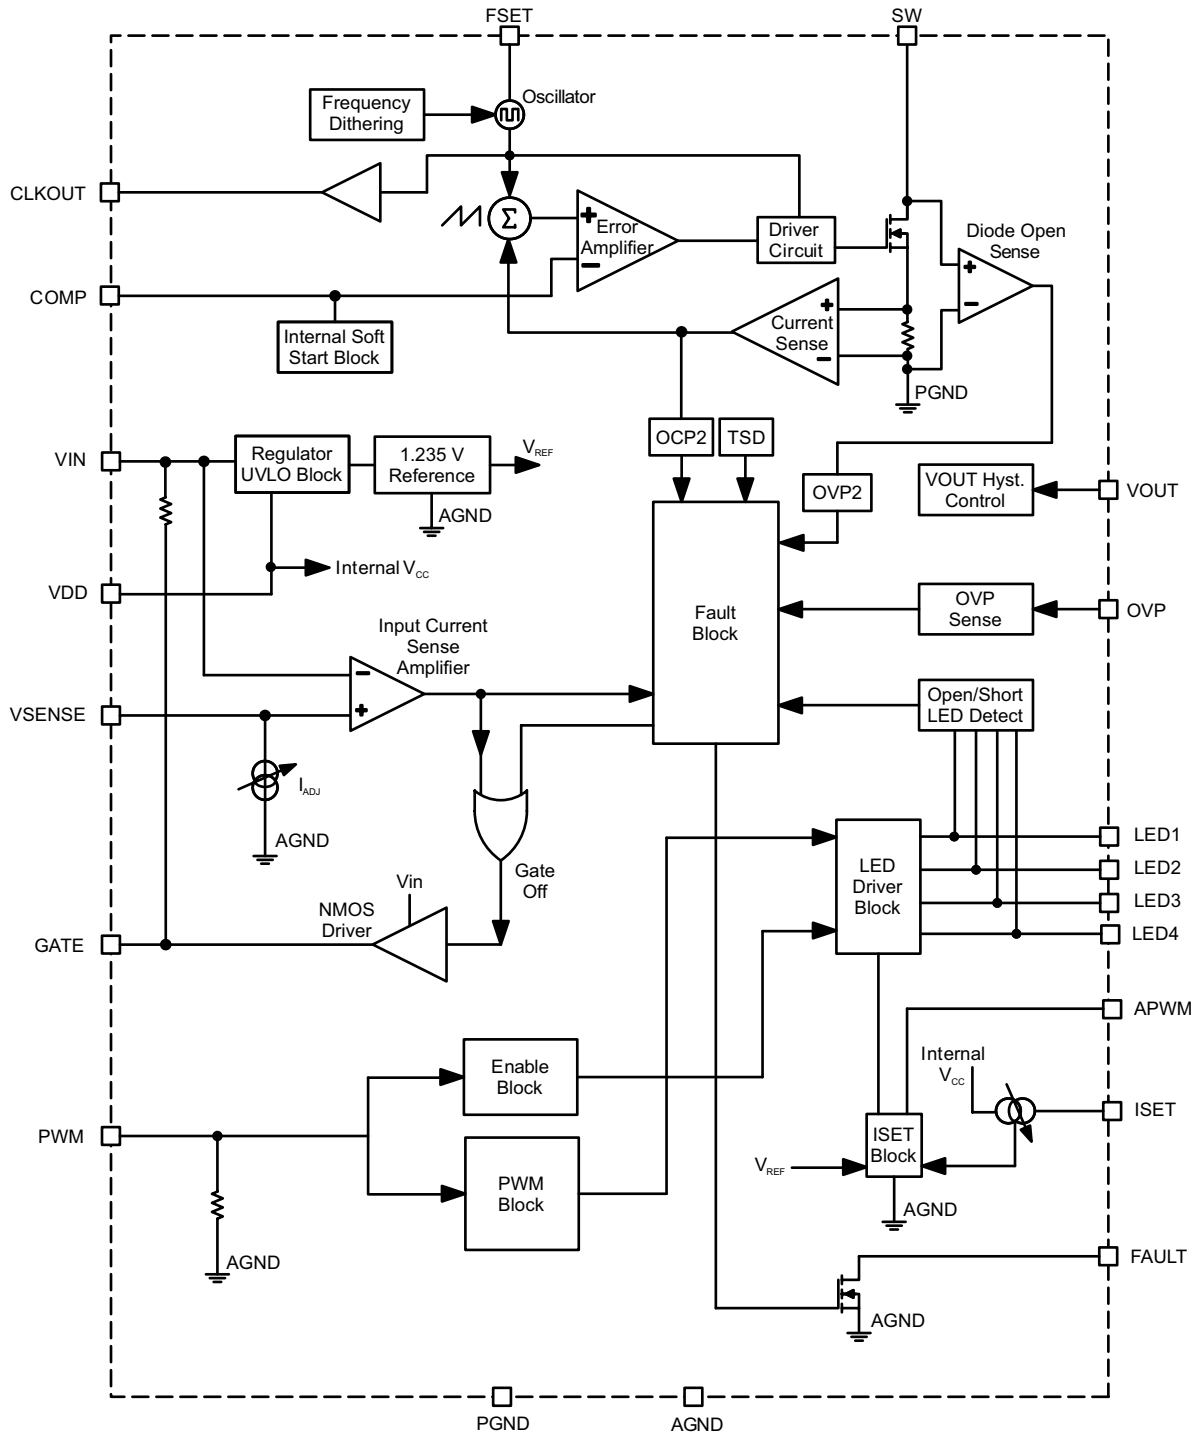 FSET
SW
Frequency
Dithering
Oscillator
CLKOUT
Σ
+
Error
Amplifier
−
Driver
Circuit
Diode Open
Sense
+
−
COMP
Internal Soft
Start Block
+
Current
Sense
−
PGND
OCP2
TSD
VIN
Regulator
UVLO Block
1.235 V
Reference
VREF
AGND
OVP2
VOUT Hyst.
Control
VOUT
Internal VCC
VDD
Fault
Block
OVP
Sense
OVP
Input Current
Sense
Amplifier
−
+
VSENSE
Open/Short
LED Detect
IADJ
AGND
LED
Driver
Block
LED1
LED2
LED3
LED4
Gate
Off
Vin
NMOS
Driver
GATE
APWM
Enable
Block
Internal
VCC
ISET
PWM
ISET
Block
VREF
PWM
Block
AGND
AGND
FAULT
AGND
PGND
AGND